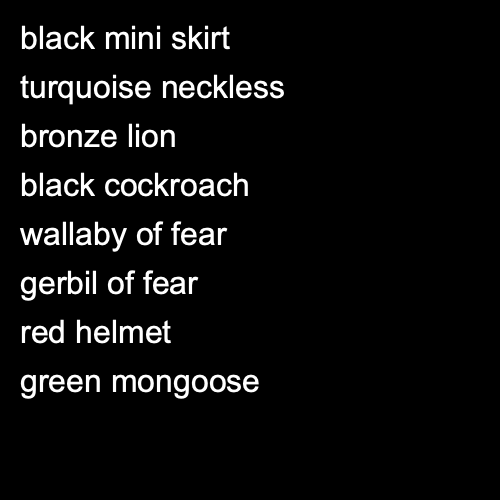 black mini skirt
turquoise neckless
bronze lion
black cockroach
wallaby of fear
gerbil of fear
red helmet
green mongoose